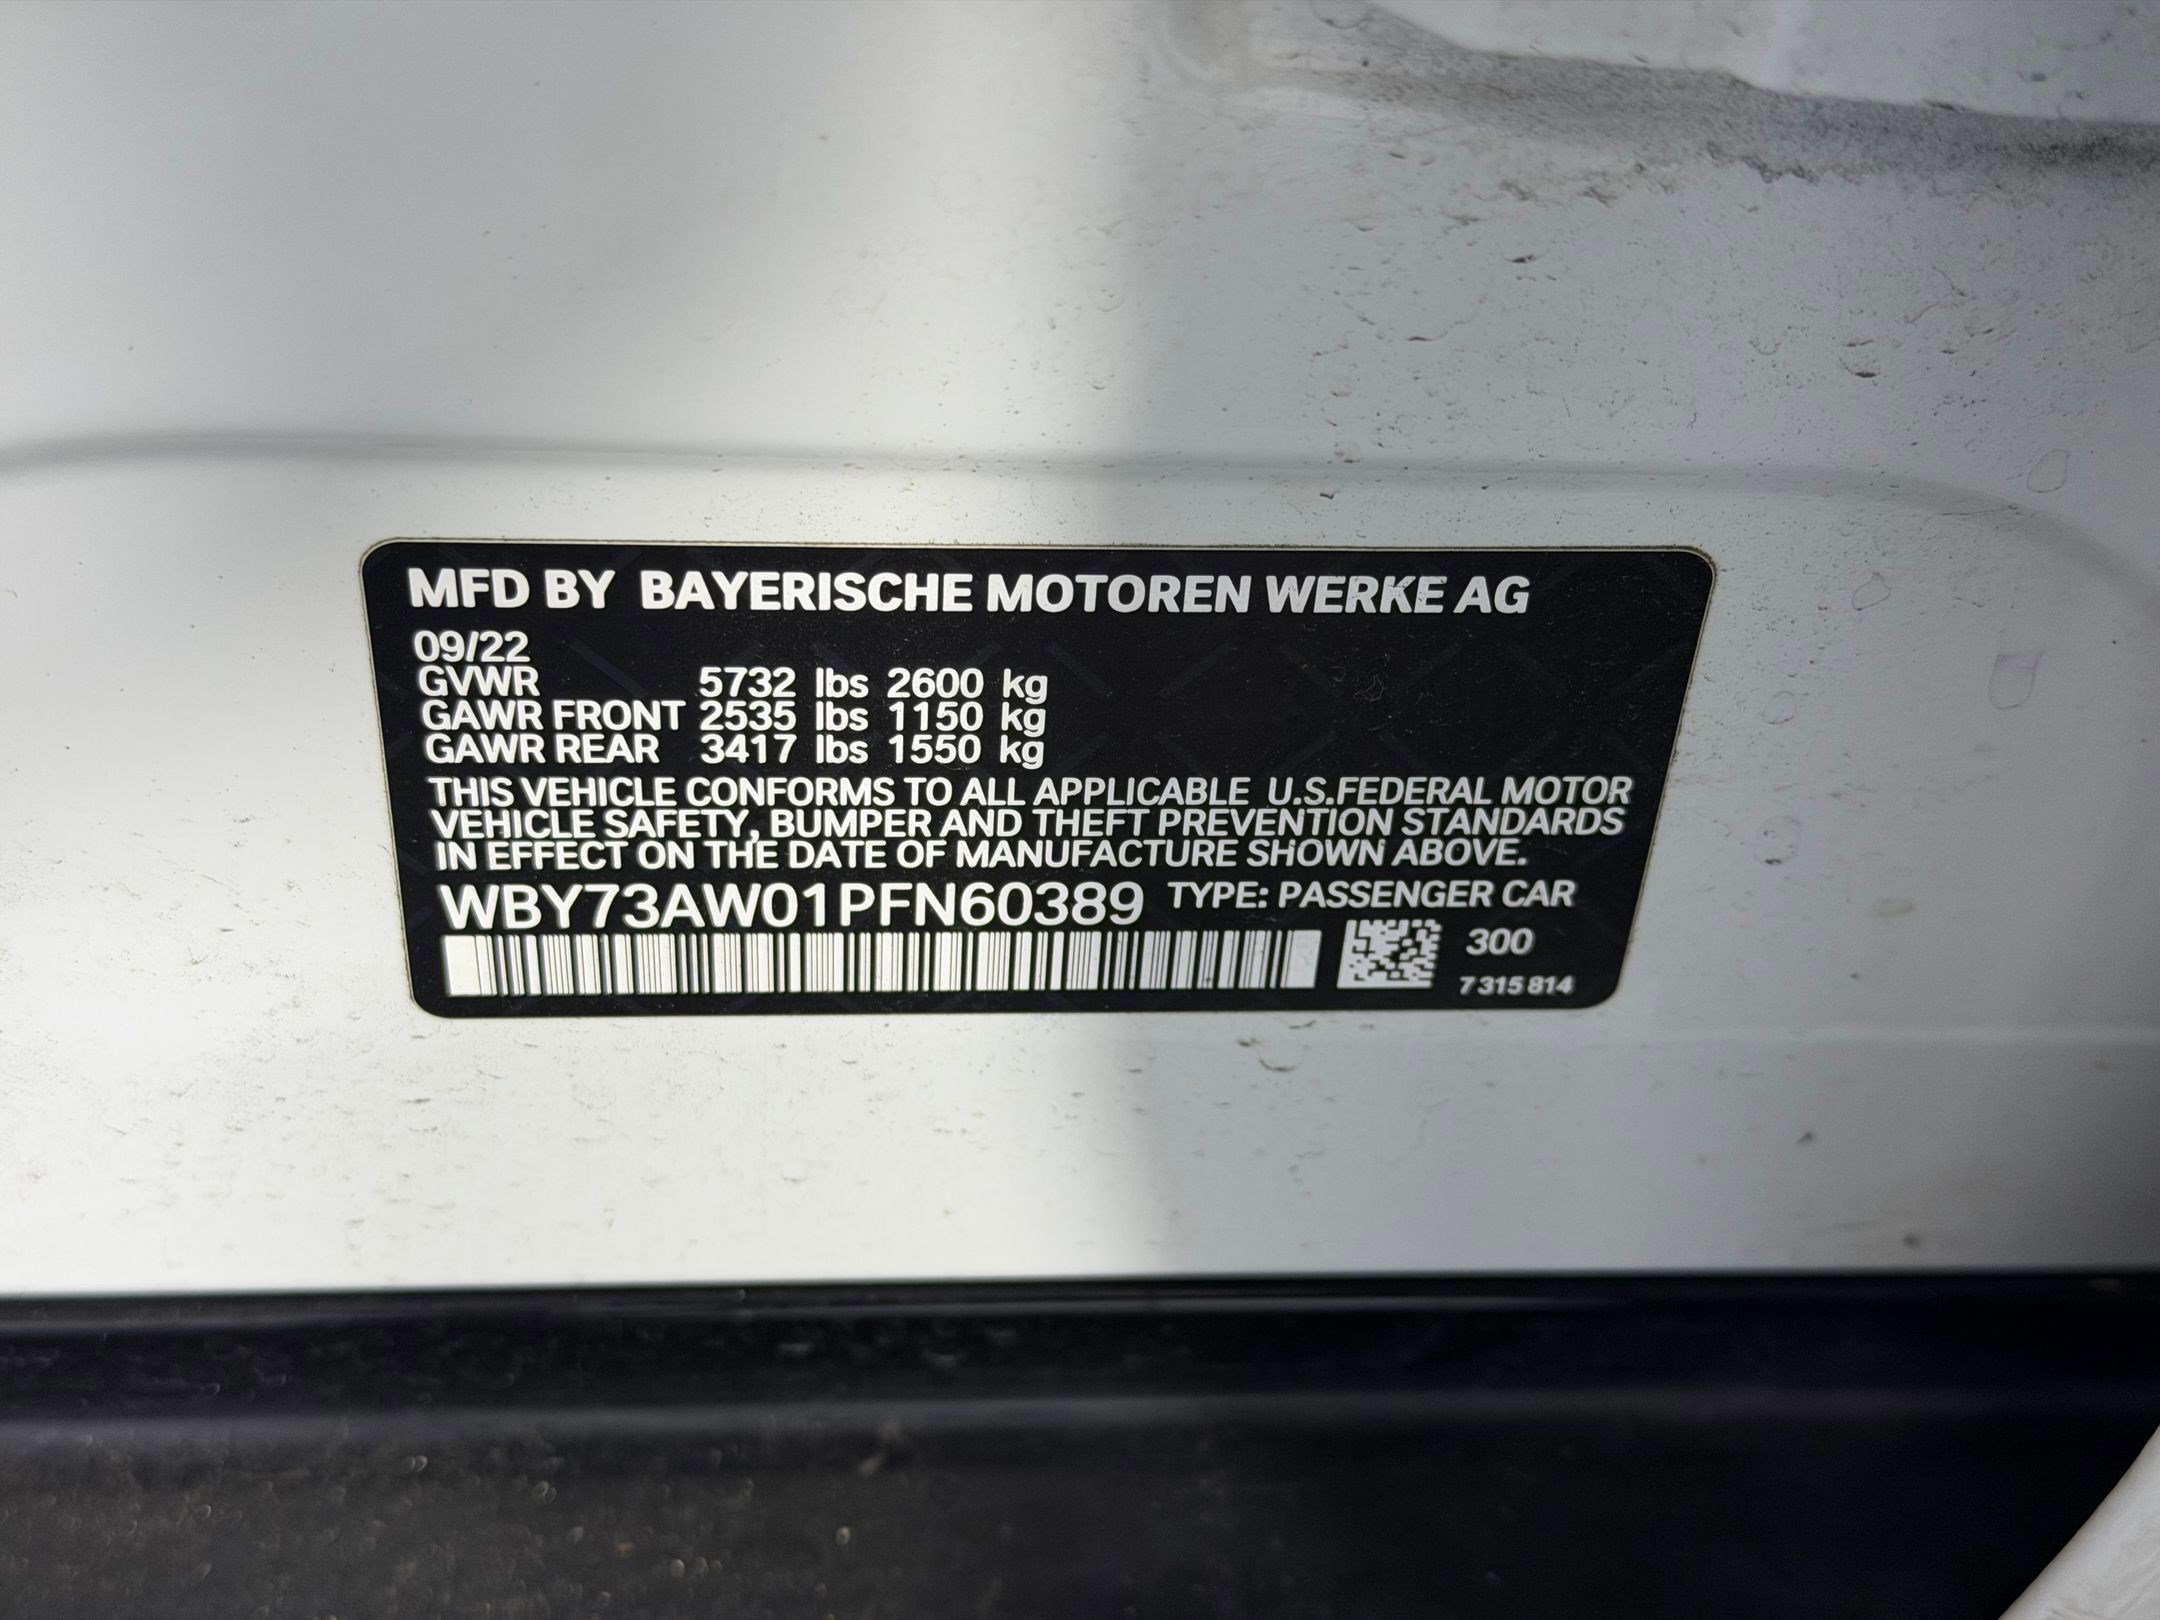 MFD BY BAYERISCHE MOTOREN WERKE AG
09/22
GVWR 5732 lbs 2600 kg
GAWR FRONT 2535 lbs 1150 kg
GAWR REAR 3417 lbs 1550 kg
THIS VEHICLE CONFORMS TO ALL APPLICABLE U.S.FEDERAL MOTOR
VEHICLE SAFETY, BUMPER AND THEFT PREVENTION STANDARDS
IN EFFECT ON THE DATE OF MANUFACTURE SHOWN ABOVE.
WBY73AW01PFN60389 TYPE: PASSENGER CAR
300
7 315 814